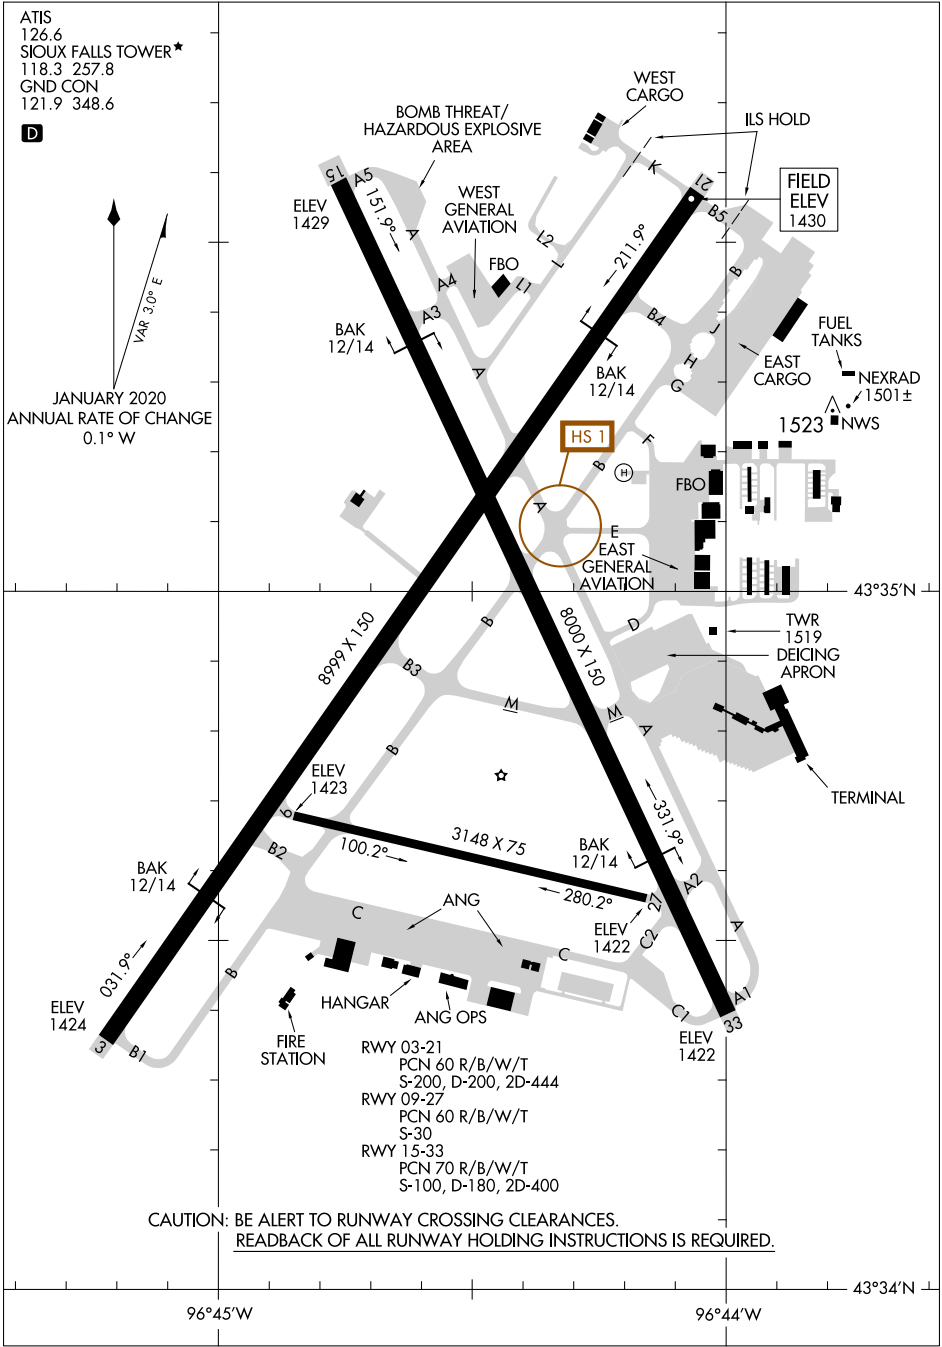 ATIS
126.6
SIOUX FALLS TOWER★
118.3 257.8
GND CON
121.9 348.6
D
VAR 3.0° E
JANUARY 2020
ANNUAL RATE OF CHANGE
0.1° W
BOMB THREAT/
HAZARDOUS EXPLOSIVE
AREA
WEST
CARGO
ILS HOLD
FIELD
ELEV
1430
15
A5
ELEV
1429
151.9°
A
WEST
GENERAL
AVIATION
FBO
A4
A3
L2
L
L1
K
21
B5
B
211.9°
BAK
12/14
A
BAK
12/14
B4
J
H
G
EAST
CARGO
FUEL
TANKS
NEXRAD
1501±
1523
NWS
HS 1
F
B
H
FBO
A
E
EAST
GENERAL
AVIATION
43°35'N
8999 X 150
B
8000 X 150
D
TWR
1519
DEICING
APRON
B3
M
M
A
B
TERMINAL
ELEV
1423
9
3148 X 75
100.2°
280.2°
331.9°
BAK
12/14
B2
BAK
12/14
A2
27
ELEV
1422
C2
A
C
ANG
C
031.9°
B
ELEV
1424
3
B1
HANGAR
ANG OPS
FIRE
STATION
C1
A1
33
ELEV
1422
RWY 03-21
PCN 60 R/B/W/T
S-200, D-200, 2D-444
RWY 09-27
PCN 60 R/B/W/T
S-30
RWY 15-33
PCN 70 R/B/W/T
S-100, D-180, 2D-400
CAUTION: BE ALERT TO RUNWAY CROSSING CLEARANCES.
READBACK OF ALL RUNWAY HOLDING INSTRUCTIONS IS REQUIRED.
43°34'N
96°45'W
96°44'W